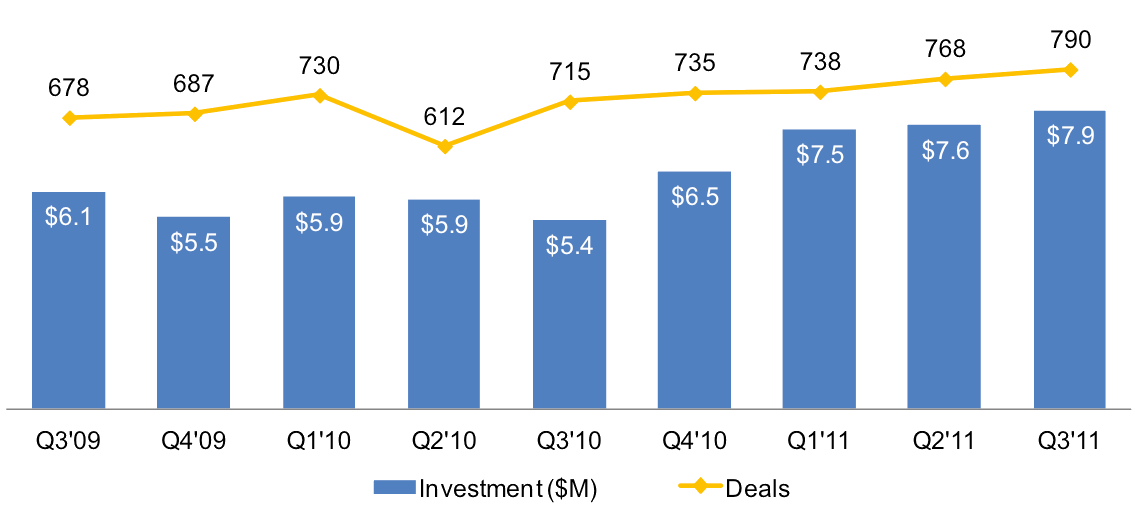 678 687 730 612 715 735 738 768 790
$6.1 $5.5 $5.9 $5.9 $5.4 $6.5 $7.5 $7.6 $7.9
Q3'09 Q4'09 Q1'10 Q2'10 Q3'10 Q4'10 Q1'11 Q2'11 Q3'11
Investment ($M) Deals